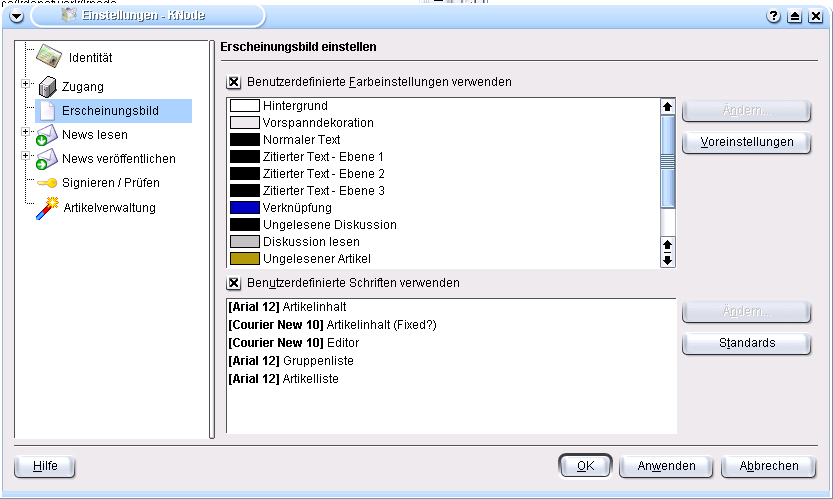 Einstellungen - KNode
Identität
Zugang
Erscheinungsbild
News lesen
News veröffentlichen
Signieren / Prüfen
Artikelverwaltung
Erscheinungsbild einstellen
Benutzerdefinierte Farbeinstellungen verwenden
Hintergrund
Vorspanndekoration
Normaler Text
Zitierter Text - Ebene 1
Zitierter Text - Ebene 2
Zitierter Text - Ebene 3
Verknüpfung
Ungelesene Diskussion
Diskussion lesen
Ungelesener Artikel
Ändern...
Voreinstellungen
Benutzerdefinierte Schriften verwenden
[Arial 12] Artikelinhalt
[Courier New 10] Artikelinhalt (Fixed?)
[Courier New 10] Editor
[Arial 12] Gruppenliste
[Arial 12] Artikelliste
Ändern...
Standards
Hilfe
OK
Anwenden
Abbrechen